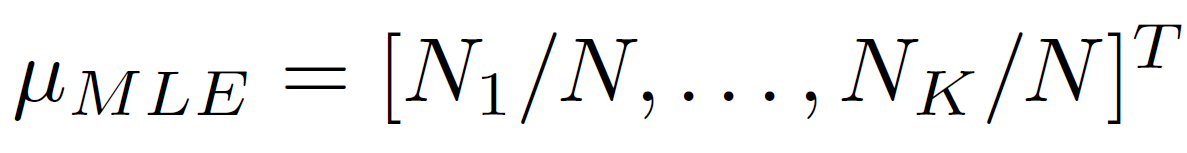 μ_{MLE} = [N_1/N, . . . , N_K/N]^T